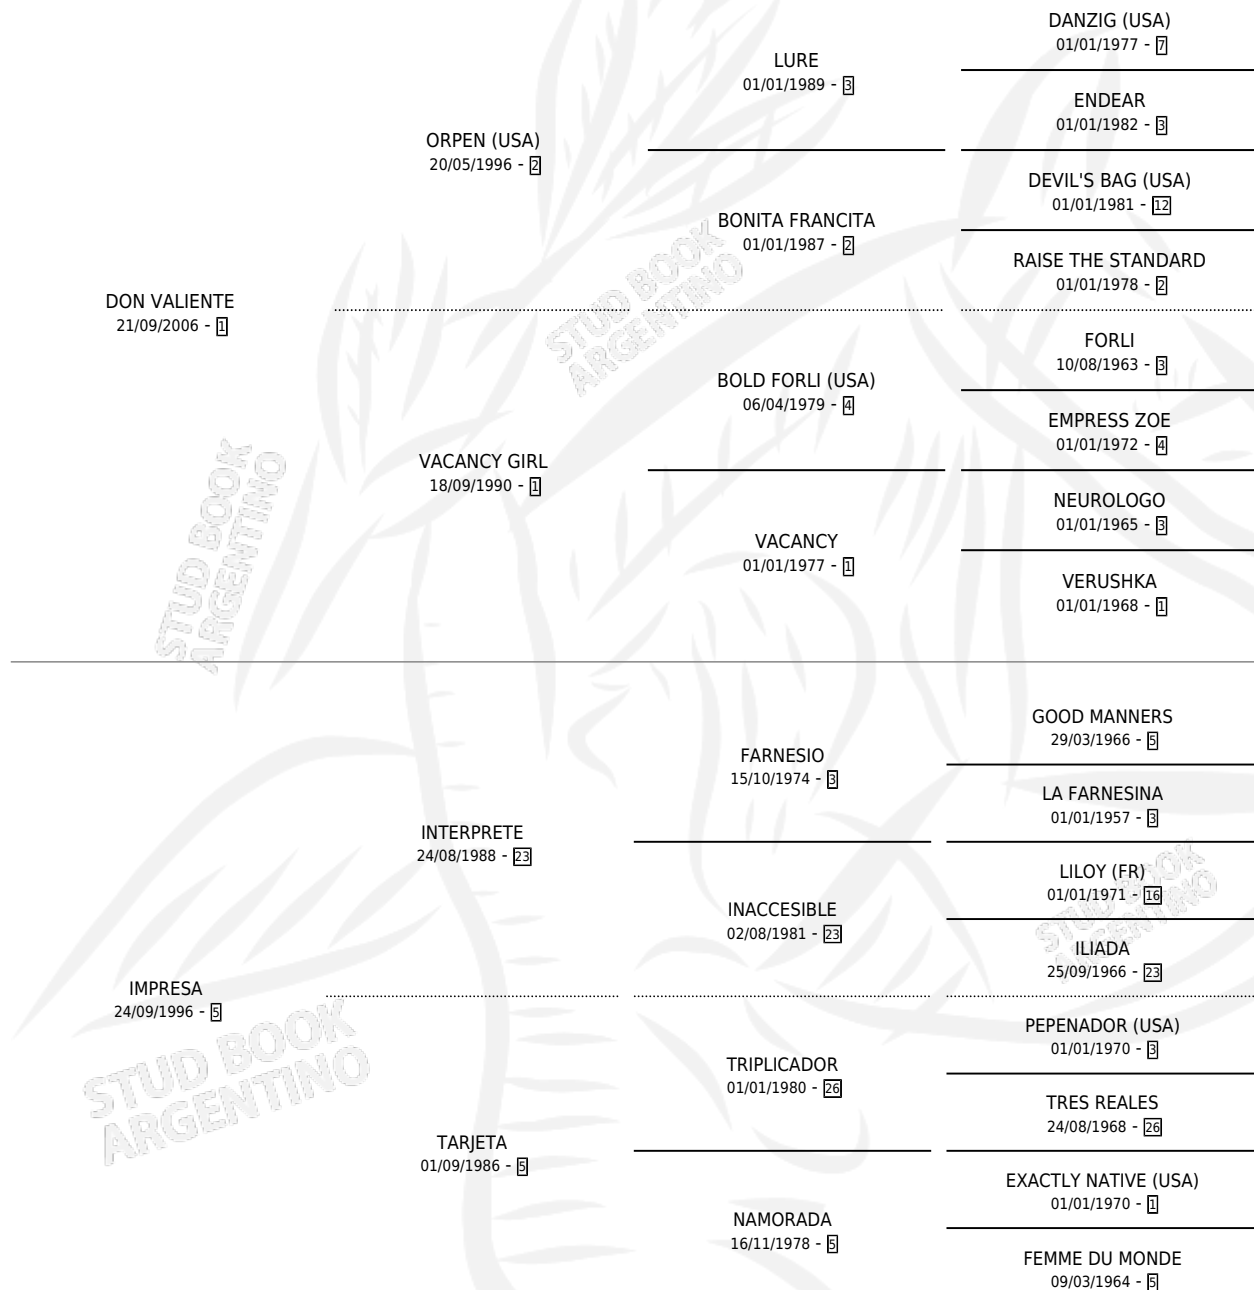 DON VALIENTE
21/09/2006 - 1
ORPEN (USA)
20/05/1996 - 2
LURE
01/01/1989 - 3
DANZIG (USA)
01/01/1977 - 7
ENDEAR
01/01/1982 - 3
BONITA FRANCITA
01/01/1987 - 2
DEVIL'S BAG (USA)
01/01/1981 - 12
RAISE THE STANDARD
01/01/1978 - 2
VACANCY GIRL
18/09/1990 - 1
BOLD FORLI (USA)
06/04/1979 - 4
FORLI
10/08/1963 - 3
EMPRESS ZOE
01/01/1972 - 4
VACANCY
01/01/1977 - 1
NEUROLOGO
01/01/1965 - 3
VERUSHKA
01/01/1968 - 1
IMPRESA
24/09/1996 - 5
INTERPRETE
24/08/1988 - 23
FARNESIO
15/10/1974 - 3
GOOD MANNERS
29/03/1966 - 5
LA FARNESINA
01/01/1957 - 3
INACCESIBLE
02/08/1981 - 23
LILOY (FR)
01/01/1971 - 16
ILIADA
25/09/1966 - 23
TARJETA
01/09/1986 - 5
TRIPLICADOR
01/01/1980 - 26
PEPENADOR (USA)
01/01/1970 - 3
TRES REALES
24/08/1968 - 26
NAMORADA
16/11/1978 - 5
EXACTLY NATIVE (USA)
01/01/1970 - 1
FEMME DU MONDE
09/03/1964 - 5
STUD BOOK
ARGENTINO
STUD BOOK
ARGENTINO
STUD BOOK
ARGENTINO
STUD BOOK
ARGENTINO